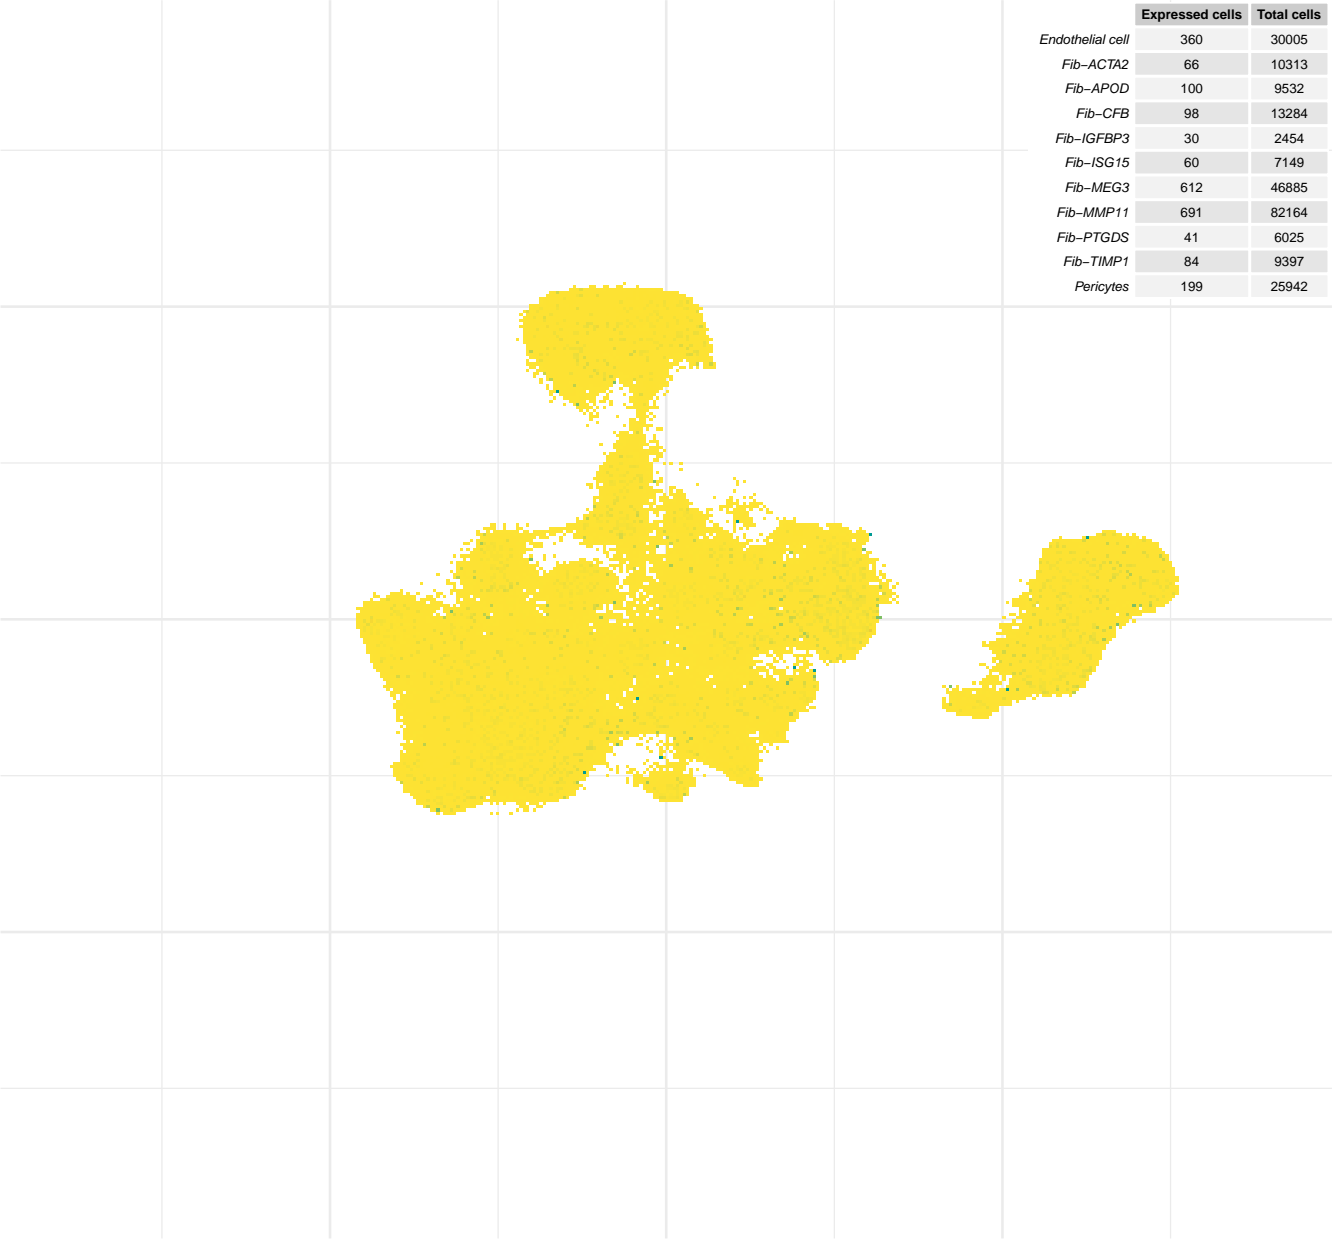 Expressed cells Total cells
Endothelial cell 360 30005
Fib−ACTA2 66 10313
Fib−APOD 100 9532
Fib−CFB 98 13284
Fib−IGFBP3 30 2454
Fib−ISG15 60 7149
Fib−MEG3 612 46885
Fib−MMP11 691 82164
Fib−PTGDS 41 6025
Fib−TIMP1 84 9397
Pericytes 199 25942